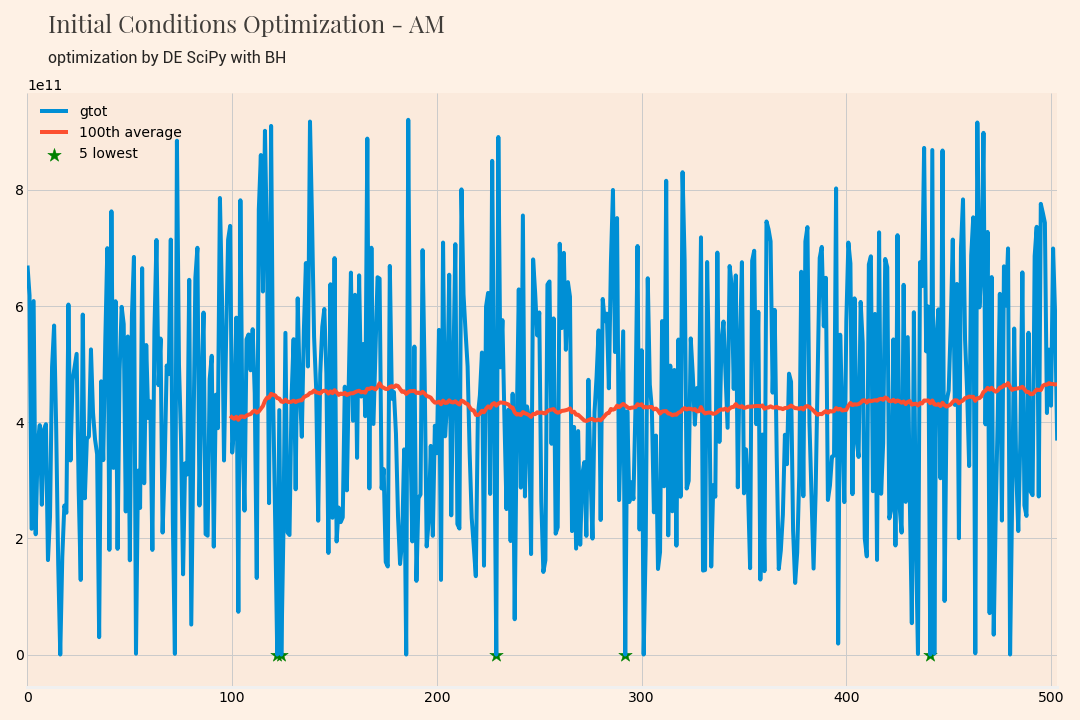 Initial Conditions Optimization - AM
optimization by DE SciPy with BH
1e11
gtot
100th average
5 lowest
8
6
4
2
0
0 100 200 300 400 500